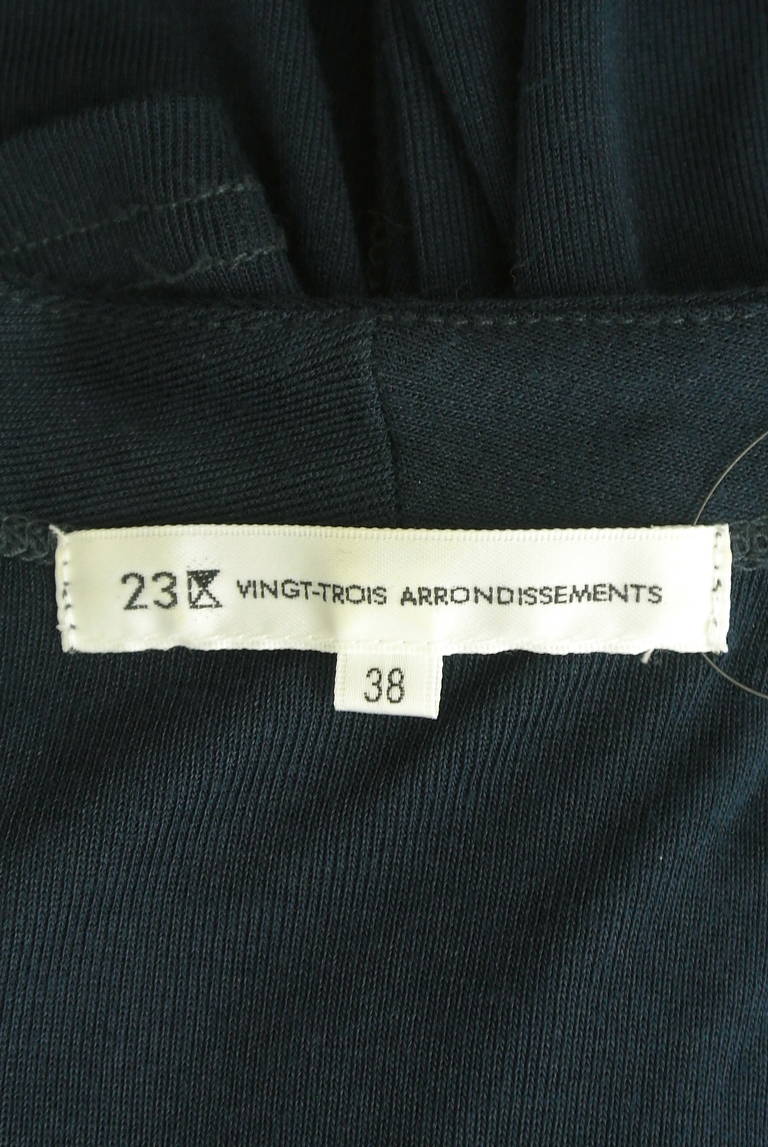 23区 VINGT-TROIS ARRONDISSEMENTS
38